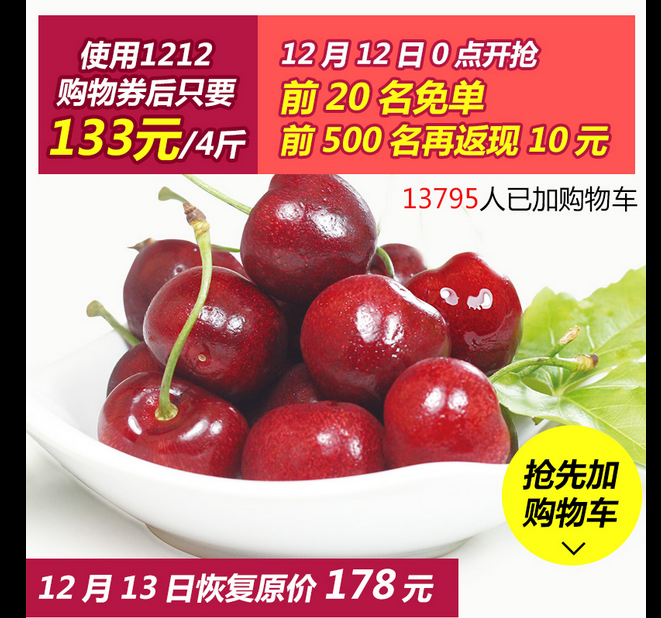 使用1212
购物券后只要
133元/4斤
12月12日0点开抢
前20名免单
前500名再返现10元
13795人已加购物车
抢先加
购物车
12月13日恢复原价178元